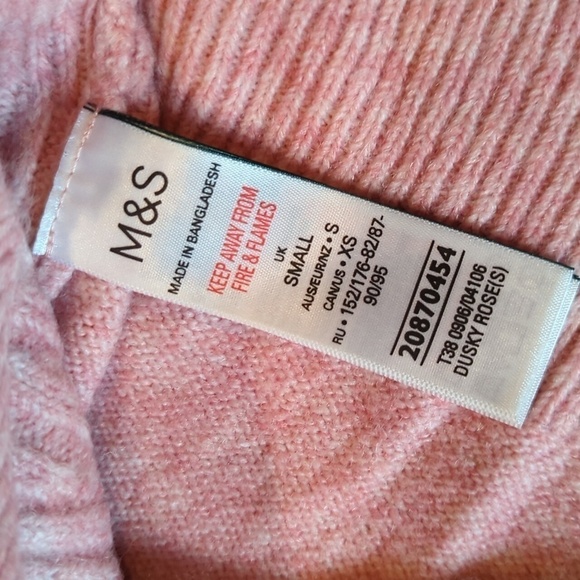 M&S
MADE IN BANGLADESH
KEEP AWAY FROM
FIRE & FLAMES
UK
SMALL
AUS/EUR/NZ • S
CAN/US • XS
RU • 152/176-82/87-
90/95
20870454
T38 0906/04106
DUSKY ROSE(S)